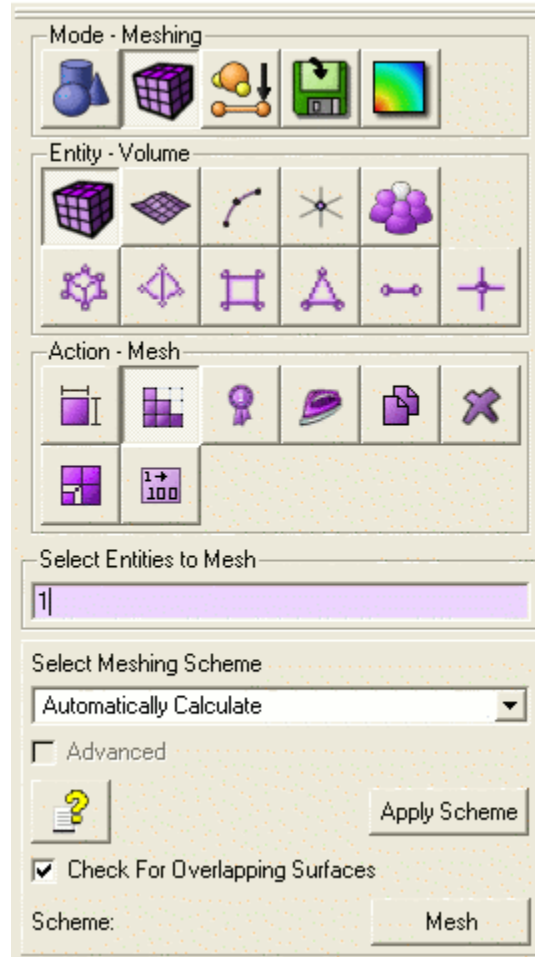 Mode - Meshing
Entity - Volume
Action - Mesh
1→
100
Select Entities to Mesh
1
Select Meshing Scheme
Automatically Calculate
Advanced
Apply Scheme
Check For Overlapping Surfaces
Scheme:
Mesh